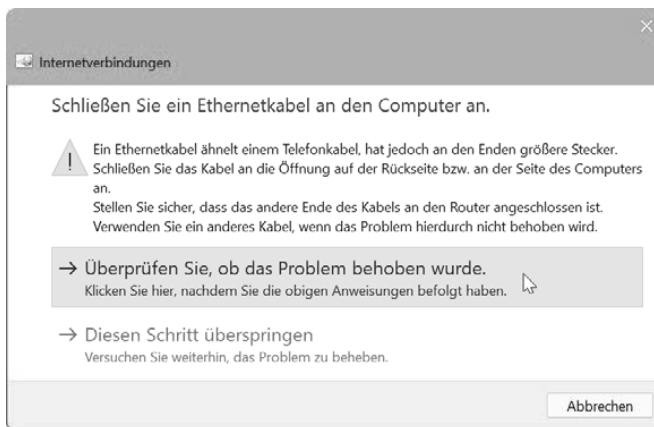 Internetverbindungen
Schließen Sie ein Ethernetkabel an den Computer an.
Ein Ethernetkabel ähnelt einem Telefonkabel, hat jedoch an den Enden größere Stecker.
Schließen Sie das Kabel an die Öffnung auf der Rückseite bzw. an der Seite des Computers
an.
Stellen Sie sicher, dass das andere Ende des Kabels an den Router angeschlossen ist.
Verwenden Sie ein anderes Kabel, wenn das Problem hierdurch nicht behoben wird.
→ Überprüfen Sie, ob das Problem behoben wurde.
Klicken Sie hier, nachdem Sie die obigen Anweisungen befolgt haben.
→ Diesen Schritt überspringen
Versuchen Sie weiterhin, das Problem zu beheben.
Abbrechen